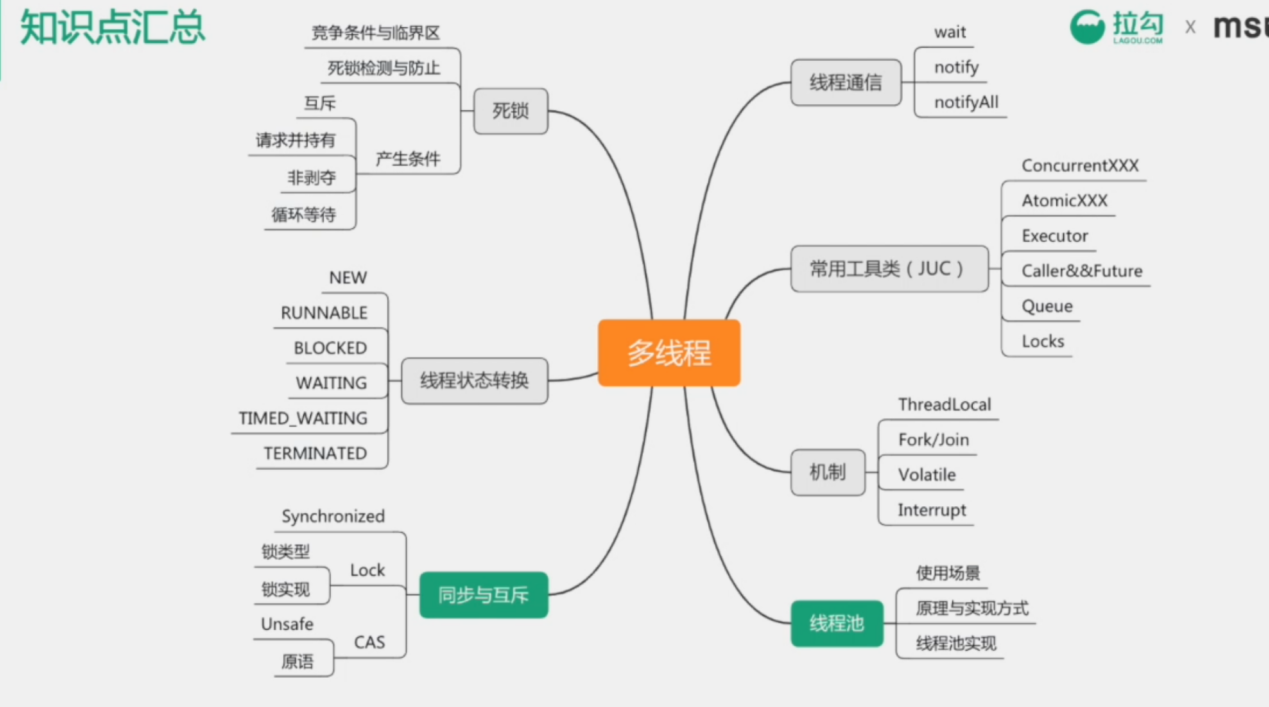 知识点汇总
拉勾
LAGOU.COM
x
多线程
死锁
竞争条件与临界区
死锁检测与防止
产生条件
互斥
请求并持有
非剥夺
循环等待
线程状态转换
NEW
RUNNABLE
BLOCKED
WAITING
TIMED_WAITING
TERMINATED
同步与互斥
Synchronized
Lock
锁类型
锁实现
CAS
Unsafe
原语
线程通信
wait
notify
notifyAll
常用工具类（JUC）
ConcurrentXXX
AtomicXXX
Executor
Caller&&Future
Queue
Locks
机制
ThreadLocal
Fork/Join
Volatile
Interrupt
线程池
使用场景
原理与实现方式
线程池实现